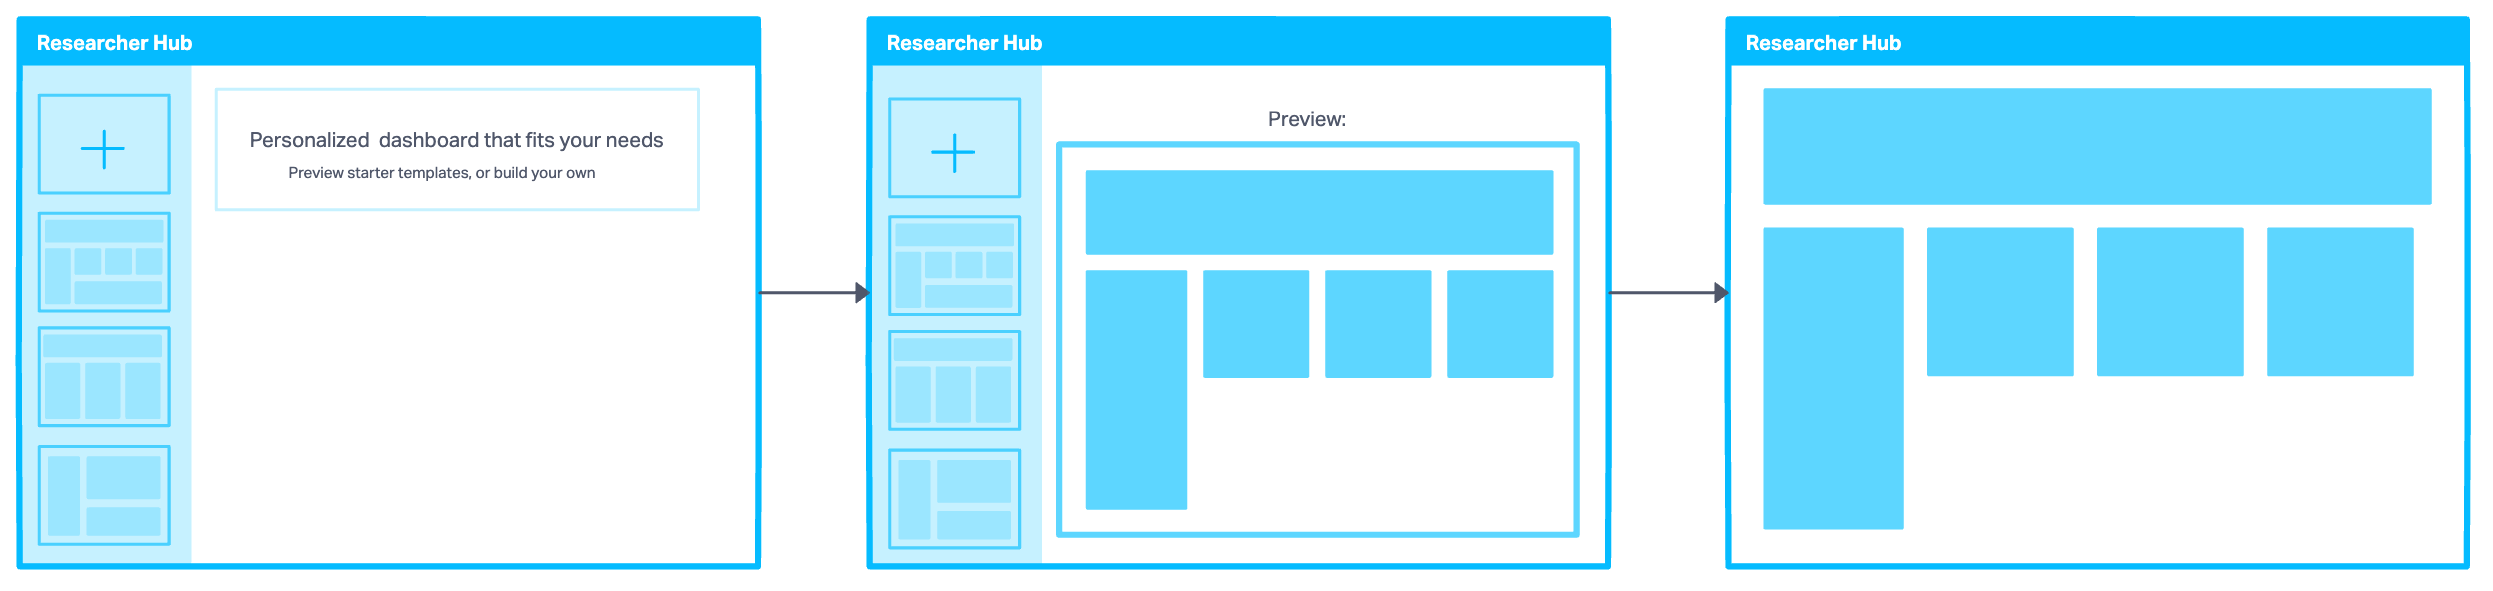 Researcher Hub
Personalized  dashboard that fits your needs
Preview starter templates, or build your own
Researcher Hub
Preview:
Researcher Hub